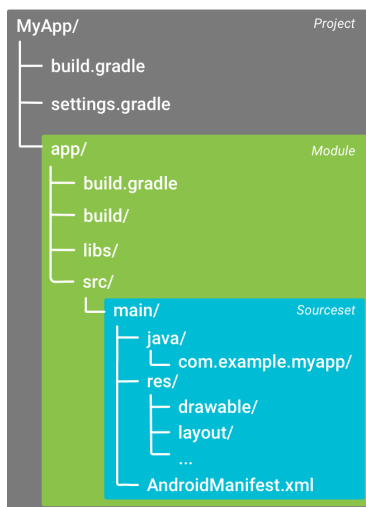 MyApp/ Project
build.gradle
settings.gradle
app/ Module
build.gradle
build/
libs/
src/
main/ Sourceset
java/
com.example.myapp/
res/
drawable/
layout/
...
AndroidManifest.xml